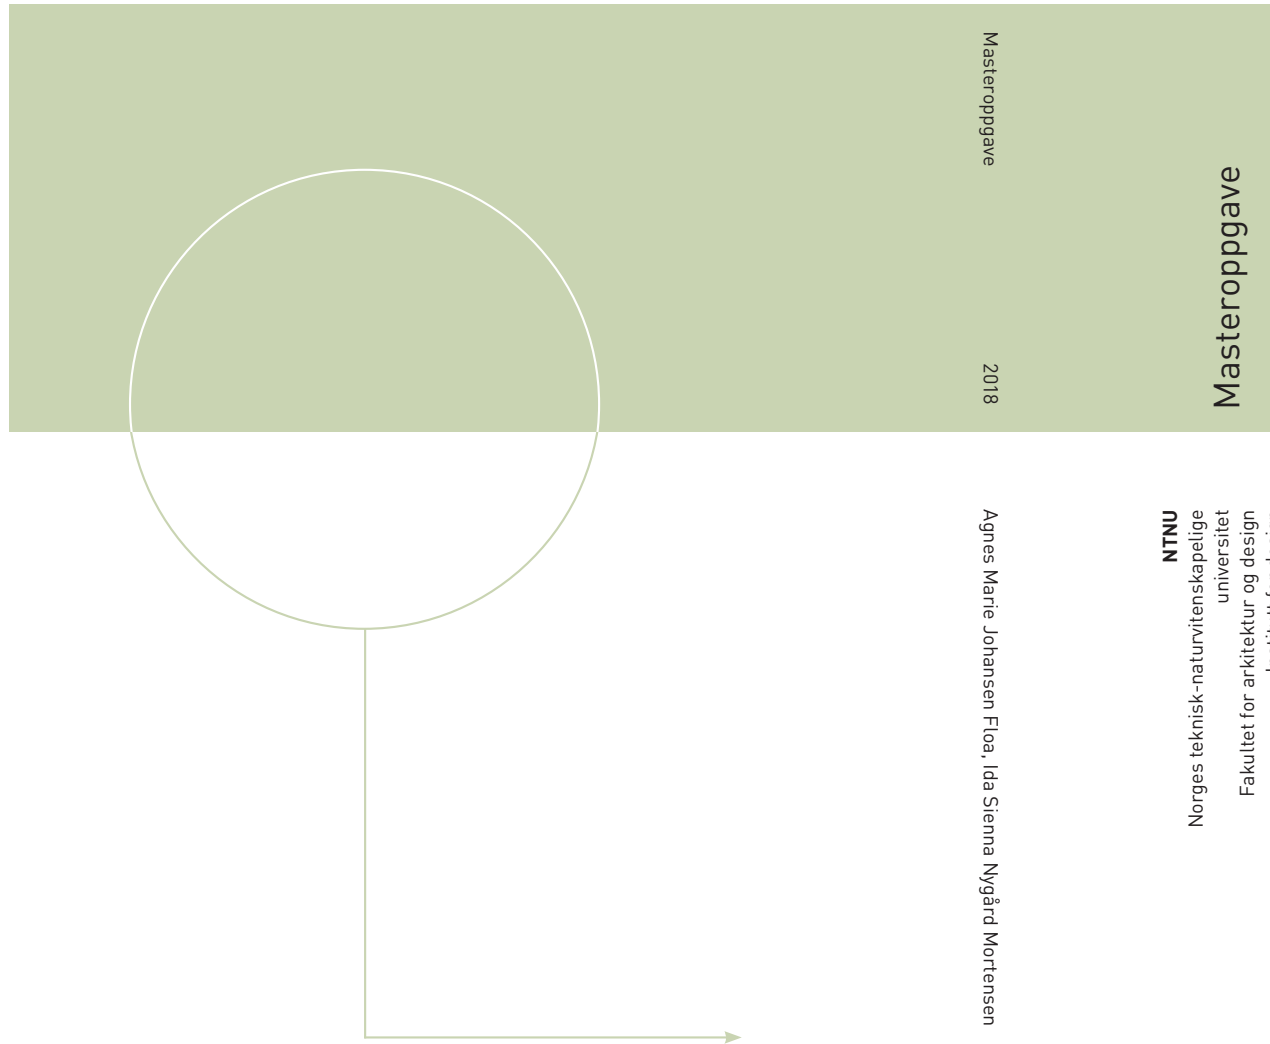 Masteroppgave
2018
Agnes Marie Johansen Floa, Ida Sienna Nygård Mortensen
Masteroppgave
NTNU
Norges teknisk-naturvitenskapelige
universitet
Fakultet for arkitektur og design